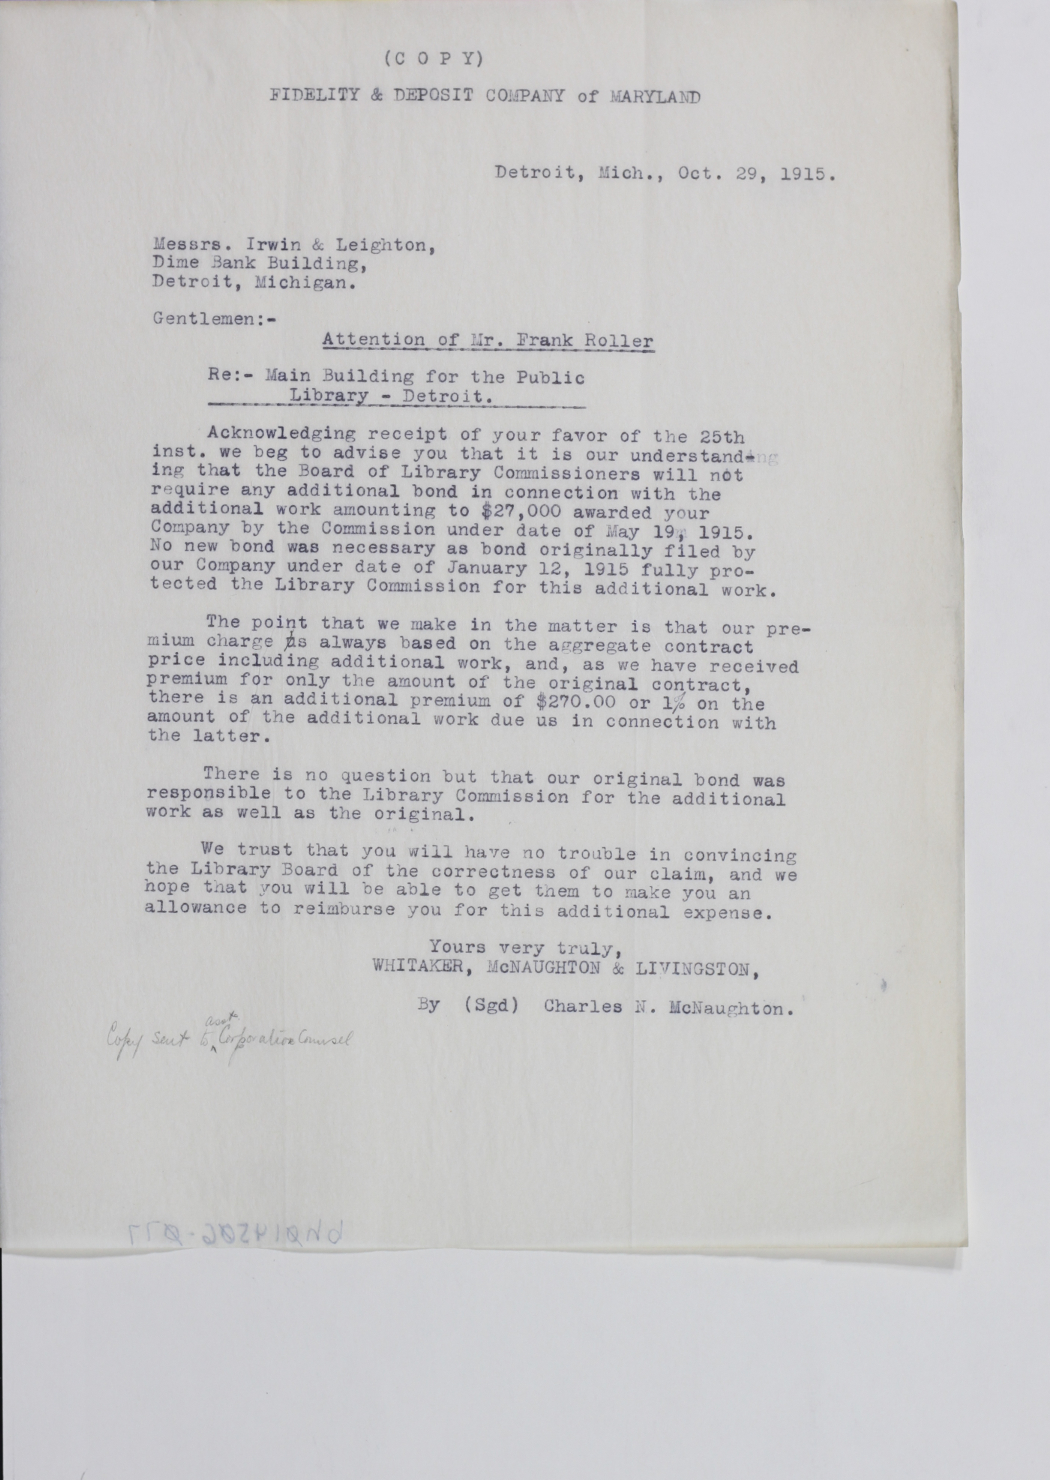 (C O P Y)
FIDELITY & DEPOSIT COMPANY of MARYLAND
Detroit, Mich., Oct. 29, 1915.
Messrs. Irwin & Leighton,
Dime Bank Building,
Detroit, Michigan.
Gentlemen:-
Attention of Mr. Frank Roller
Re:- Main Building for the Public
Library - Detroit.
Acknowledging receipt of your favor of the 25th
inst. we beg to advise you that it is our understand-
ing that the Board of Library Commissioners will not
require any additional bond in connection with the
additional work amounting to $27,000 awarded your
Company by the Commission under date of May 19, 1915.
No new bond was necessary as bond originally filed by
our Company under date of January 12, 1915 fully pro-
tected the Library Commission for this additional work.
The point that we make in the matter is that our pre-
mium charge is always based on the aggregate contract
price including additional work, and, as we have received
premium for only the amount of the original contract,
there is an additional premium of $270.00 or 1% on the
amount of the additional work due us in connection with
the latter.
There is no question but that our original bond was
responsible to the Library Commission for the additional
work as well as the original.
We trust that you will have no trouble in convincing
the Library Board of the correctness of our claim, and we
hope that you will be able to get them to make you an
allowance to reimburse you for this additional expense.
Yours very truly,
WHITAKER, McNAUGHTON & LIVINGSTON,
By (Sgd) Charles N. McNaughton.
Copy sent to asst Corporation Counsel